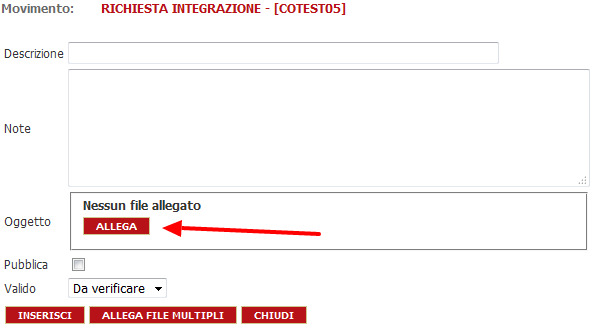 Movimento: RICHIESTA INTEGRAZIONE - [COTEST05]
Descrizione
Note
Nessun file allegato
Oggetto
ALLEGA
Pubblica
Valido Da verificare
INSERISCI ALLEGA FILE MULTIPLI CHIUDI